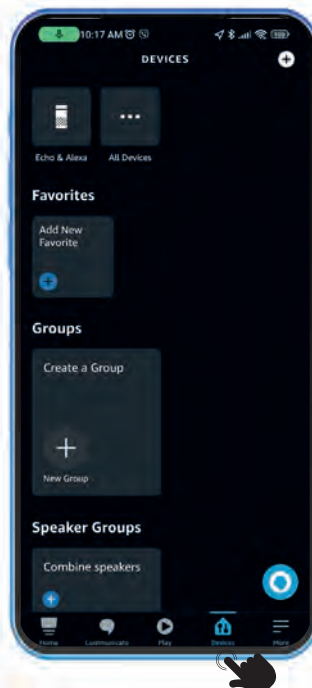 10:17 AM
DEVICES
Echo & Alexa
All Devices
Favorites
Add New
Favorite
Groups
Create a Group
New Group
Speaker Groups
Combine speakers
Home
Communicate
Play
Devices
More